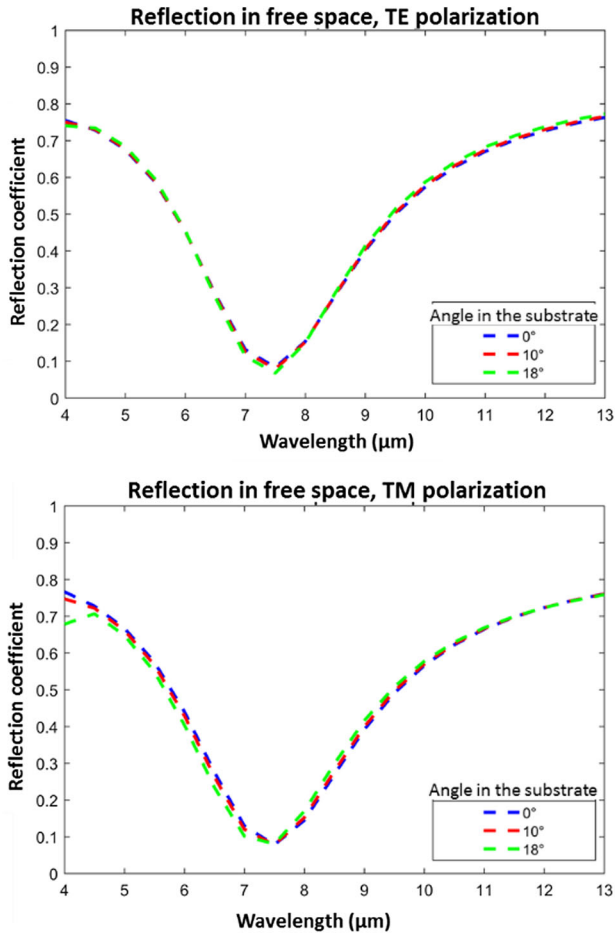 Reflection in free space, TE polarization
1
0.9
0.8
0.7
0.6
0.5
0.4
0.3
0.2
0.1
0
Reflection coefficient
Angle in the substrate
0°
10°
18°
4 5 6 7 8 9 10 11 12 13
Wavelength (μm)
Reflection in free space, TM polarization
1
0.9
0.8
0.7
0.6
0.5
0.4
0.3
0.2
0.1
0
Reflection coefficient
Angle in the substrate
0°
10°
18°
4 5 6 7 8 9 10 11 12 13
Wavelength (μm)